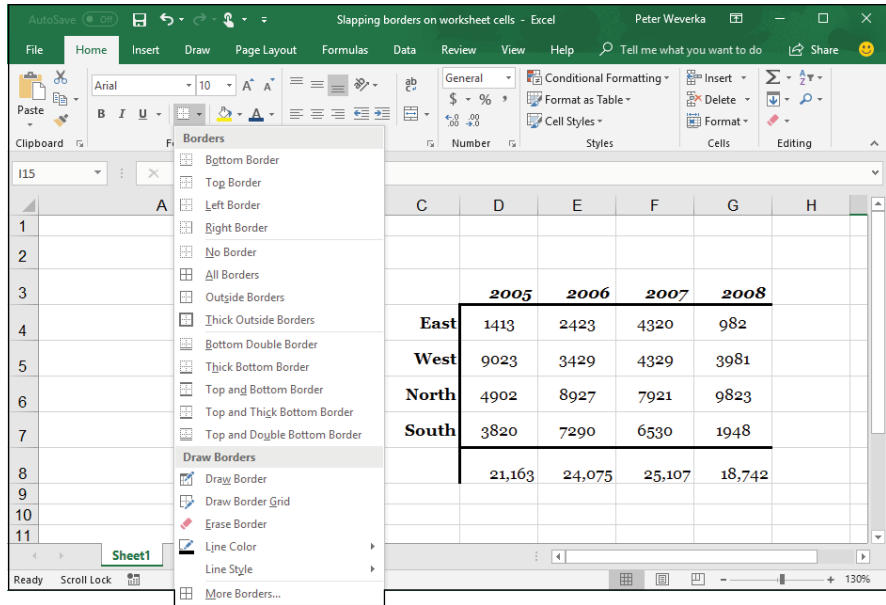 AutoSave Off Slapping borders on worksheet cells - Excel Peter Weverka
File Home Insert Draw Page Layout Formulas Data Review View Help Tell me what you want to do Share
Arial 10 A A ab General Conditional Formatting Insert
Paste $ % , Format as Table Delete
B I U A Cell Styles Format
Clipboard Number Styles Cells Editing
I15
Borders
Bottom Border
Top Border
Left Border
Right Border
No Border
All Borders
Outside Borders
Thick Outside Borders
Bottom Double Border
Thick Bottom Border
Top and Bottom Border
Top and Thick Bottom Border
Top and Double Bottom Border
Draw Borders
Draw Border
Draw Border Grid
Erase Border
Line Color
Line Style
More Borders...
A C D E F G H
1
2
3 2005 2006 2007 2008
4 East 1413 2423 4320 982
5 West 9023 3429 4329 3981
6 North 4902 8927 7921 9823
7 South 3820 7290 6530 1948
8 21,163 24,075 25,107 18,742
9
10
11
Sheet1
Ready Scroll Lock 130%